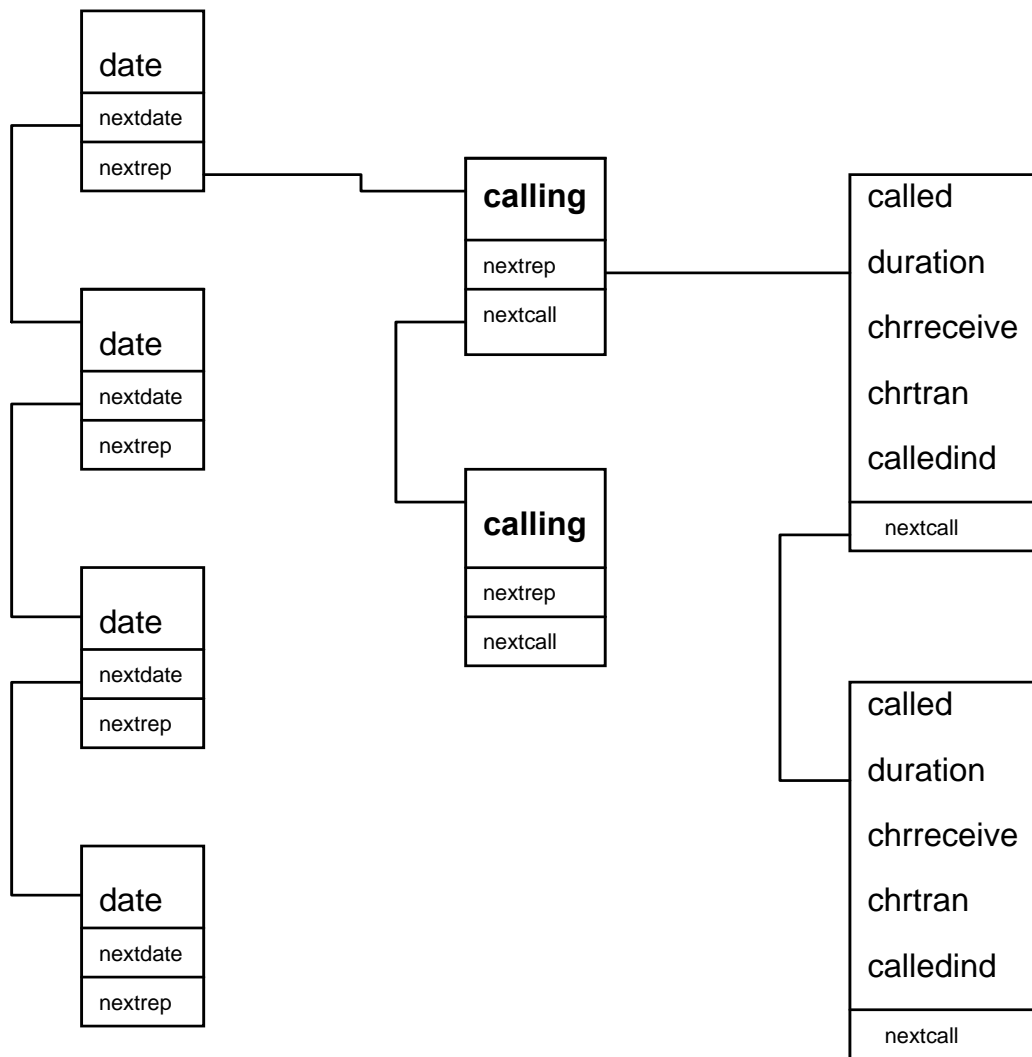 date
nextdate
nextrep
date
nextdate
nextrep
date
nextdate
nextrep
date
nextdate
nextrep
calling
nextrep
nextcall
calling
nextrep
nextcall
called
duration
chrreceive
chrtran
calledind
nextcall
called
duration
chrreceive
chrtran
calledind
nextcall